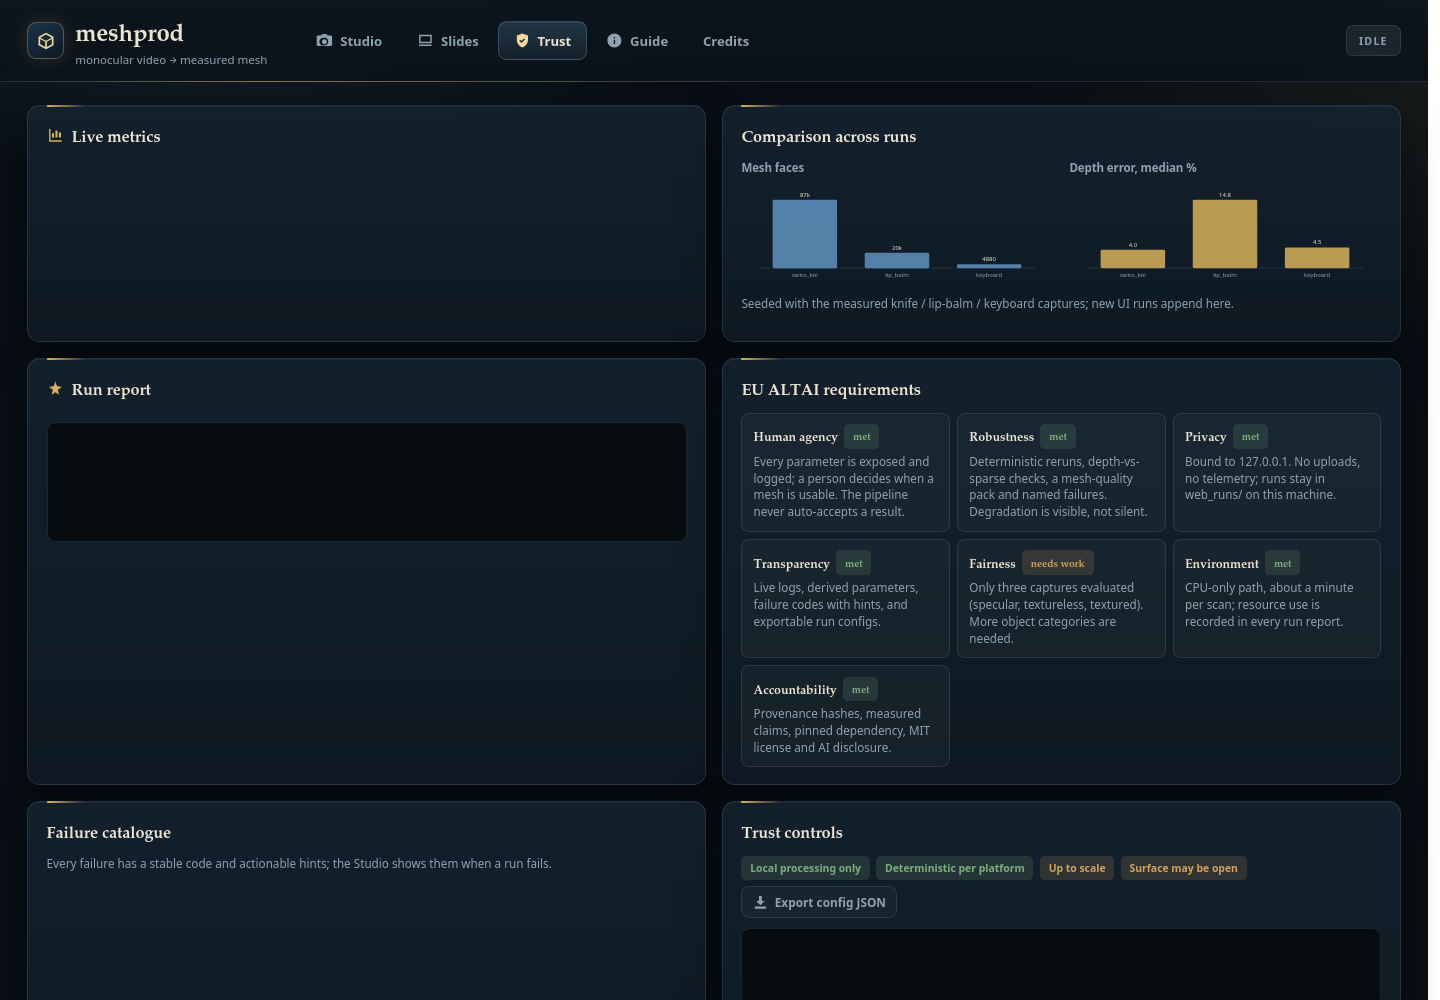 meshprod
monocular video → measured mesh
Studio
Slides
Trust
Guide
Credits
IDLE
Live metrics
Comparison across runs
Mesh faces
87k
20k
4880
swiss_kni
lip_balm
keyboard
Depth error, median %
4.0
14.8
4.5
swiss_kni
lip_balm
keyboard
Seeded with the measured knife / lip-balm / keyboard captures; new UI runs append here.
Run report
EU ALTAI requirements
Human agency met
Every parameter is exposed and
logged; a person decides when a
mesh is usable. The pipeline
never auto-accepts a result.
Robustness met
Deterministic reruns, depth-vs-
sparse checks, a mesh-quality
pack and named failures.
Degradation is visible, not silent.
Privacy met
Bound to 127.0.0.1. No uploads,
no telemetry; runs stay in
web_runs/ on this machine.
Transparency met
Live logs, derived parameters,
failure codes with hints, and
exportable run configs.
Fairness needs work
Only three captures evaluated
(specular, textureless, textured).
More object categories are
needed.
Environment met
CPU-only path, about a minute
per scan; resource use is
recorded in every run report.
Accountability met
Provenance hashes, measured
claims, pinned dependency, MIT
license and AI disclosure.
Failure catalogue
Every failure has a stable code and actionable hints; the Studio shows them when a run fails.
Trust controls
Local processing only
Deterministic per platform
Up to scale
Surface may be open
Export config JSON